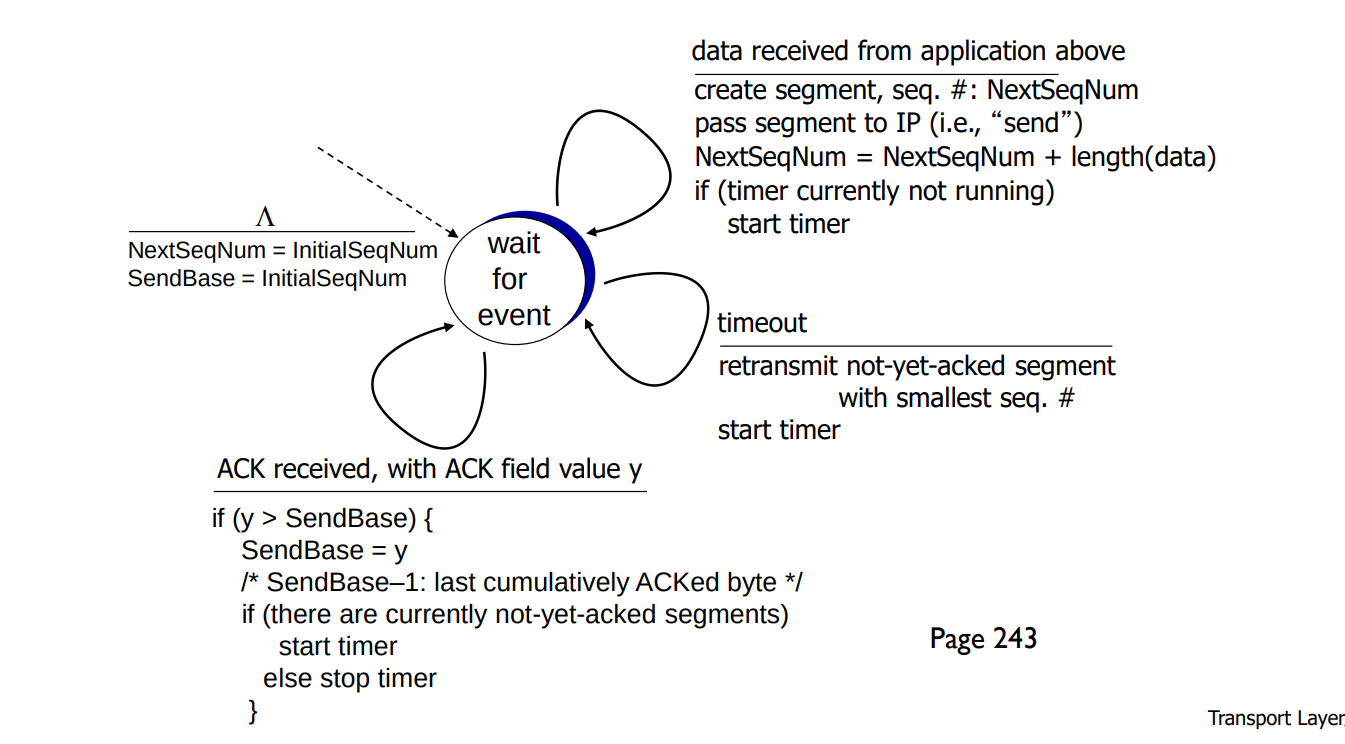 data received from application above
create segment, seq. #: NextSeqNum
pass segment to IP (i.e., “send”)
NextSeqNum = NextSeqNum + length(data)
if (timer currently not running)
start timer
Λ
NextSeqNum = InitialSeqNum
SendBase = InitialSeqNum
wait
for
event
timeout
retransmit not-yet-acked segment
with smallest seq. #
start timer
ACK received, with ACK field value y
if (y > SendBase) {
SendBase = y
/* SendBase–1: last cumulatively ACKed byte */
if (there are currently not-yet-acked segments)
start timer
else stop timer
}
Page 243
Transport Layer